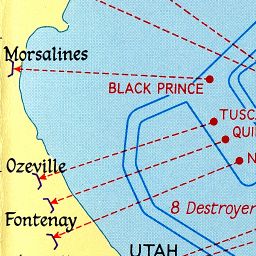 Morsalines
BLACK PRINCE
TUSC
QUI
N
Ozeville
8 Destroyer
Fontenay
UTAH